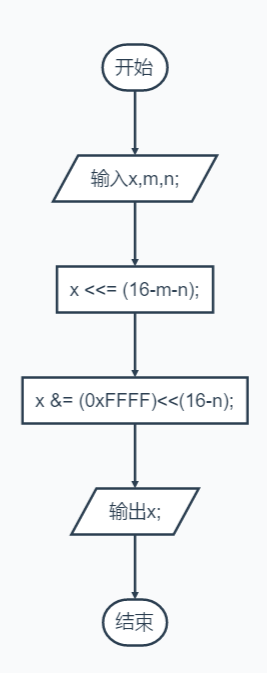 开始
输入x,m,n;
x <<= (16-m-n);
x &= (0xFFFF)<<(16-n);
输出x;
结束